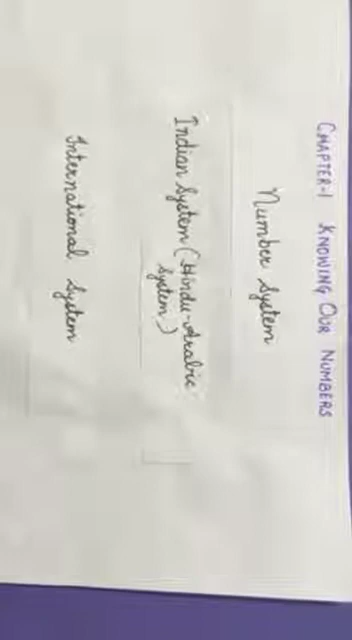 CHAPTER-1 KNOWING OUR NUMBERS
Number System
Indian System (Hindu-Arabic
System)
International System